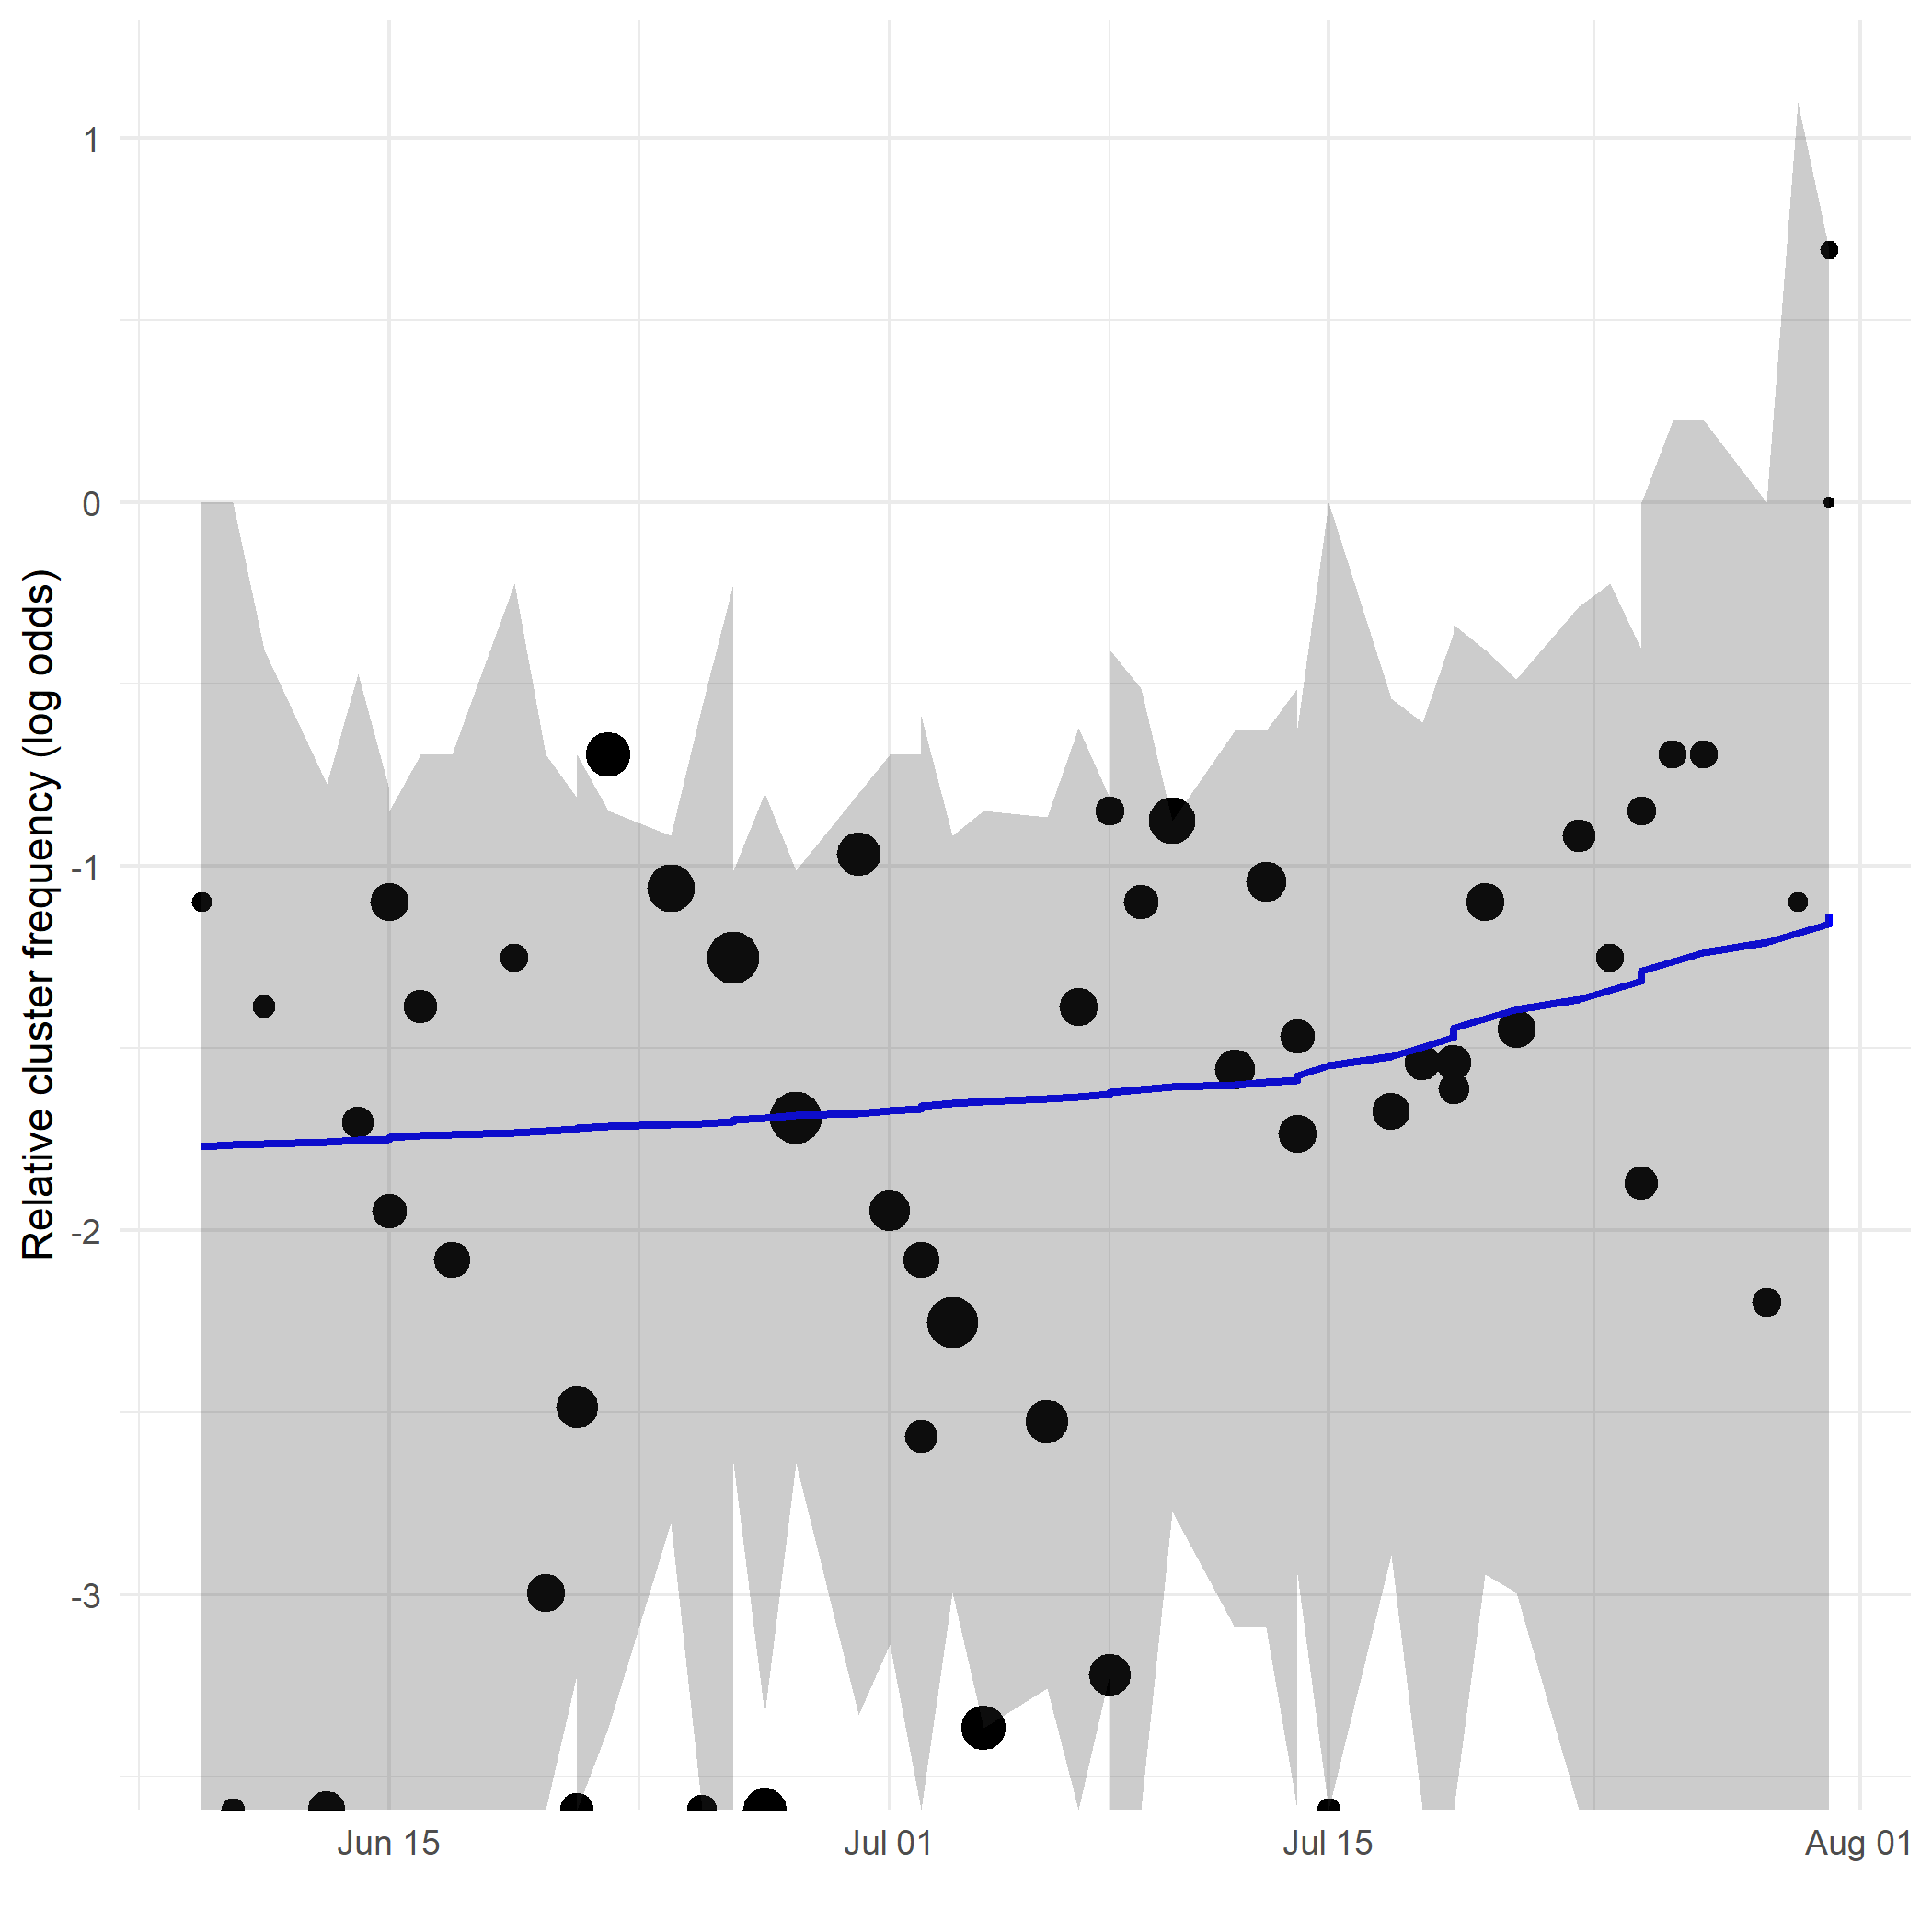 Relative cluster frequency (log odds)
1
0
-1
-2
-3
Jun 15
Jul 01
Jul 15
Aug 01